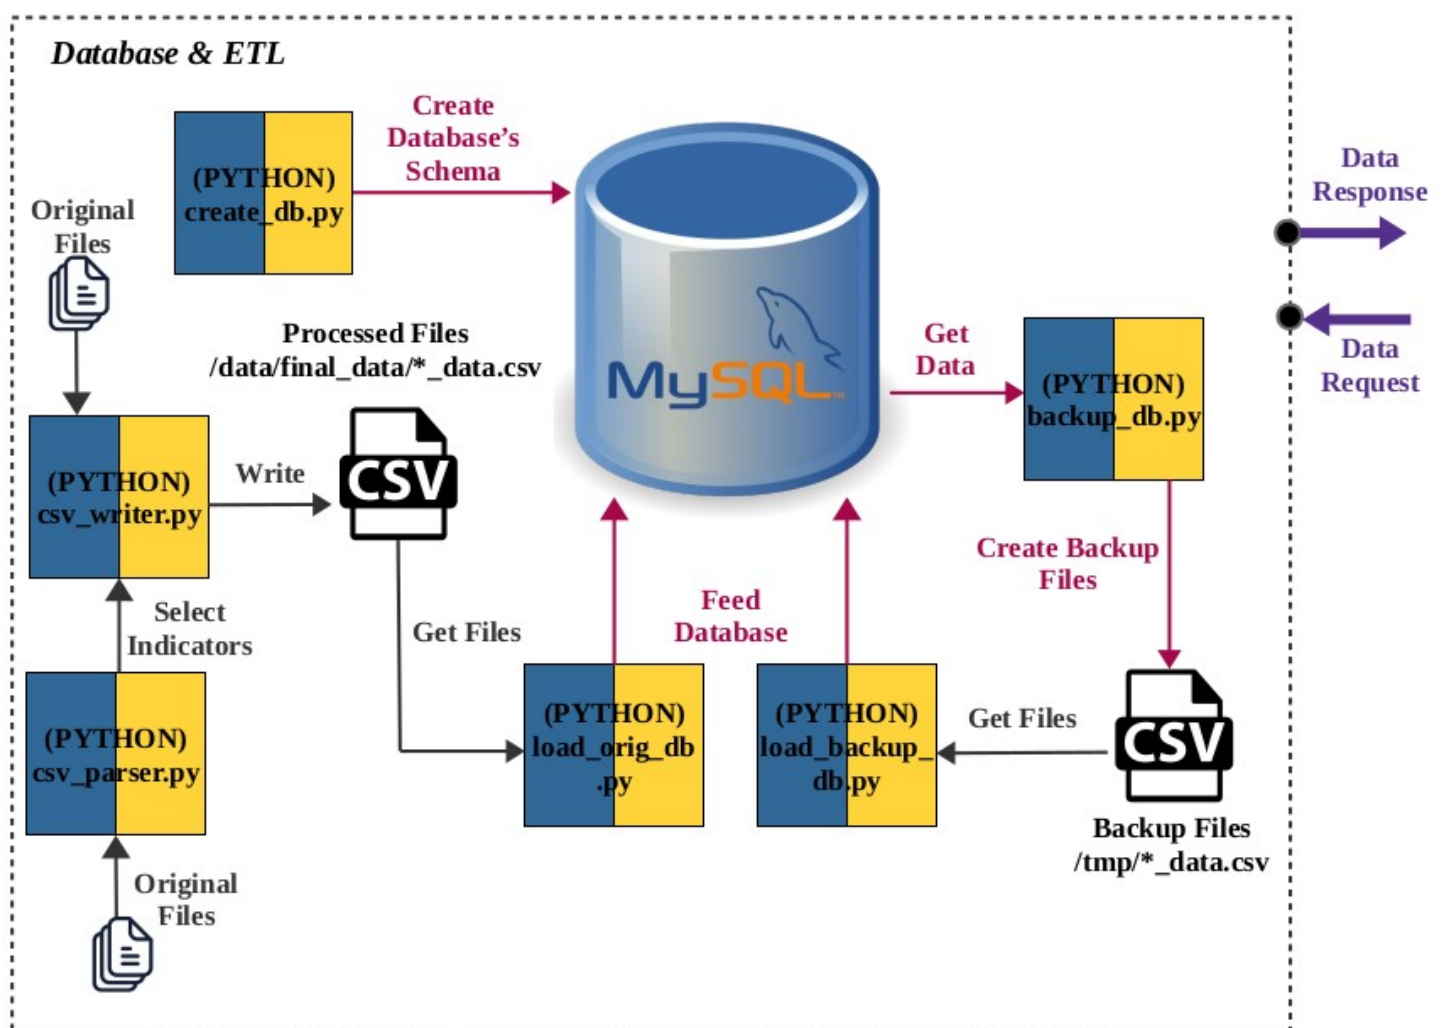 Database & ETL
Create
Database's
Schema
(PYTHON)
create_db.py
Original
Files
Data
Response
Data
Request
Processed Files
/data/final_data/*_data.csv
MySQL
TM
Get
Data
(PYTHON)
backup_db.py
(PYTHON)
csv_writer.py
Write
CSV
Create Backup
Files
Select
Indicators
Get Files
Feed
Database
(PYTHON)
csv_parser.py
(PYTHON)
load_orig_db
.py
(PYTHON)
load_backup_
db.py
Get Files
CSV
Backup Files
/tmp/*_data.csv
Original
Files